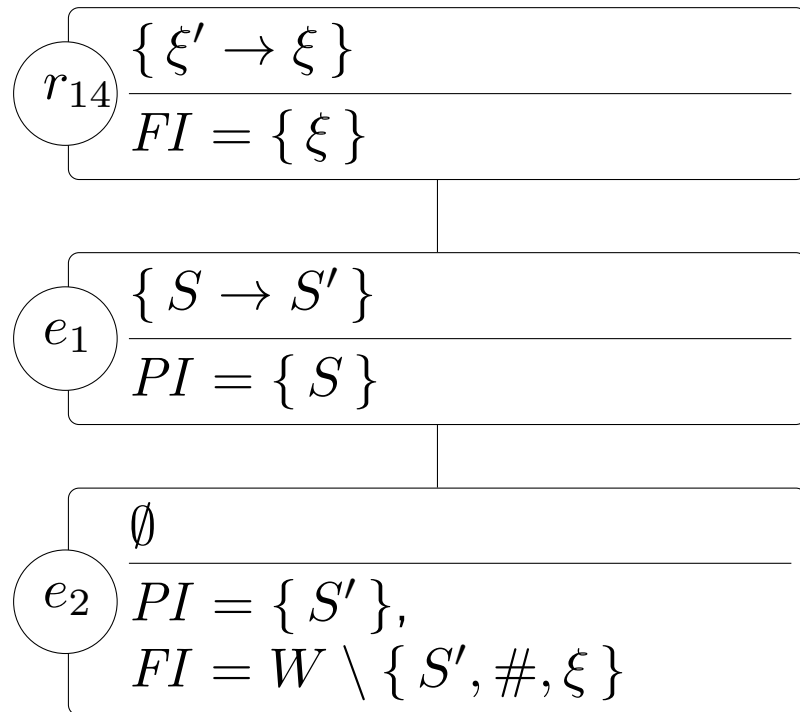 r₁₄
{ ξ′ → ξ }
FI = { ξ }
e₁
{ S → S′ }
PI = { S }
e₂
∅
PI = { S′ },
FI = W \ { S′, #, ξ }